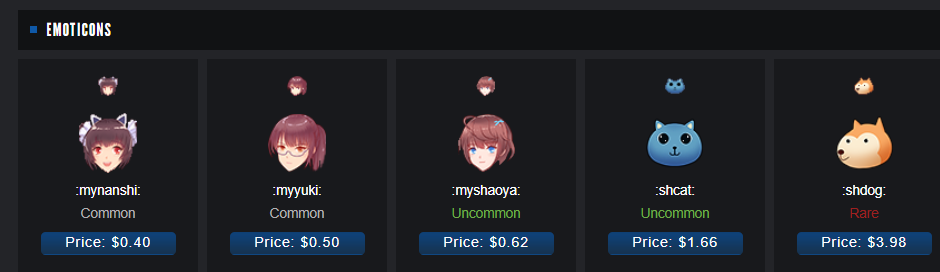 EMOTICONS
:mynanshi:
Common
Price: $0.40
:myyuki:
Common
Price: $0.50
:myshaoya:
Uncommon
Price: $0.62
:shcat:
Uncommon
Price: $1.66
:shdog:
Rare
Price: $3.98